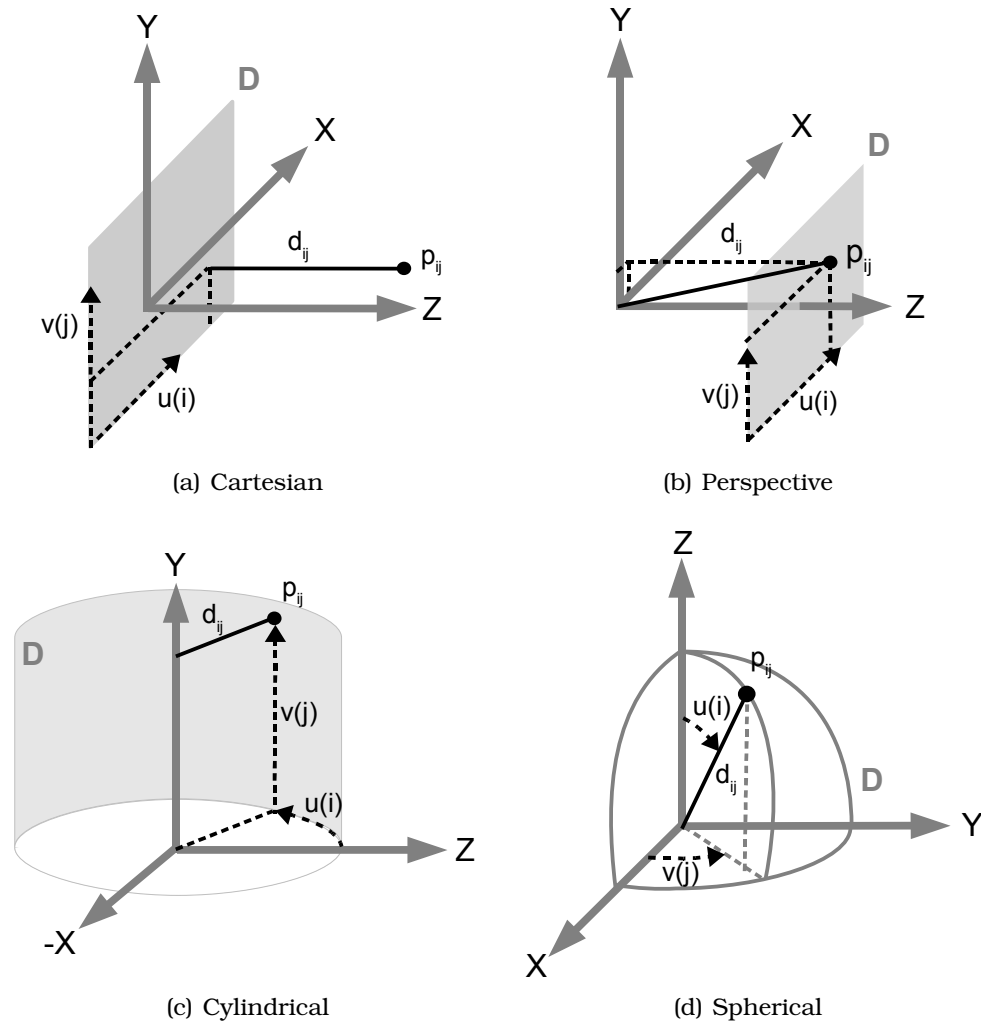 Y
D
X
d_ij
p_ij
Z
v(j)
u(i)
(a) Cartesian
Y
X
D
d_ij
p_ij
Z
v(j)
u(i)
(b) Perspective
Y
p_ij
d_ij
D
v(j)
u(i)
Z
-X
(c) Cylindrical
Z
p_ij
u(i)
d_ij
D
Y
v(j)
X
(d) Spherical